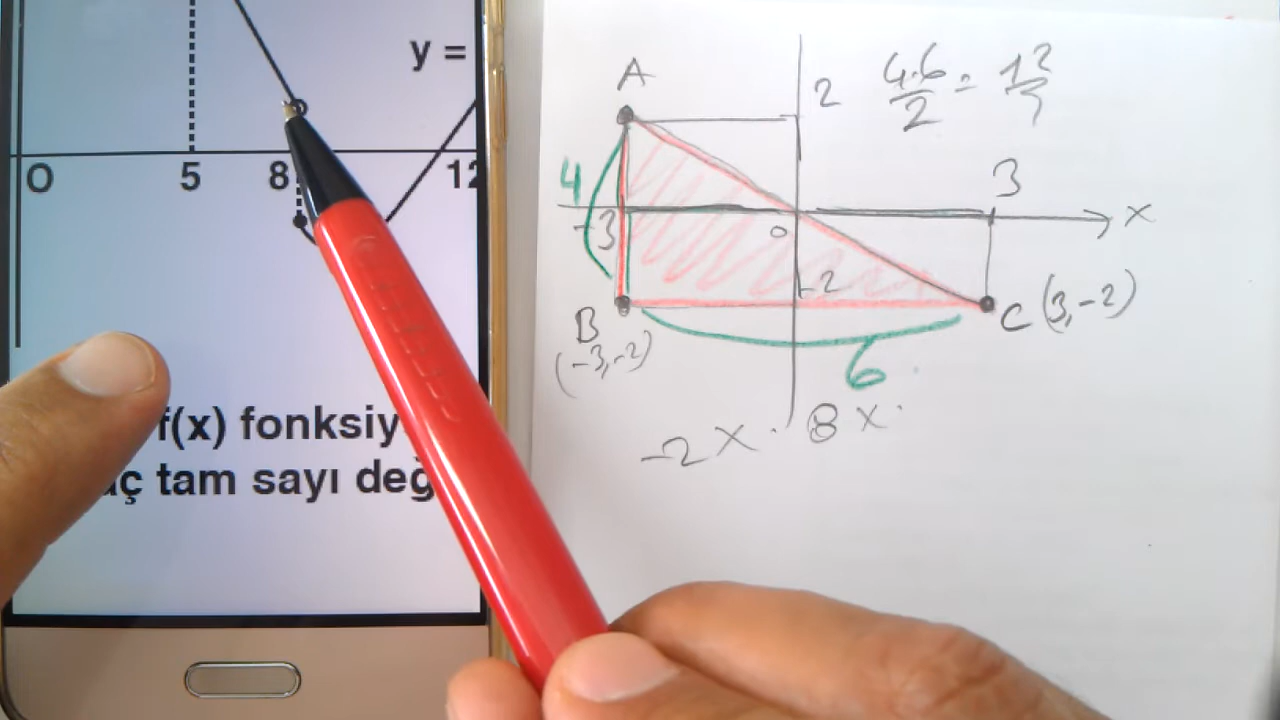 y =
O 5 8 12
f(x) fonksiy
ç tam sayı değ
A
2
4.6/2 = 12/
4
3
-3
0
x
-2
B
(-3,-2)
C (3,-2)
6
-2 x . 8 x .